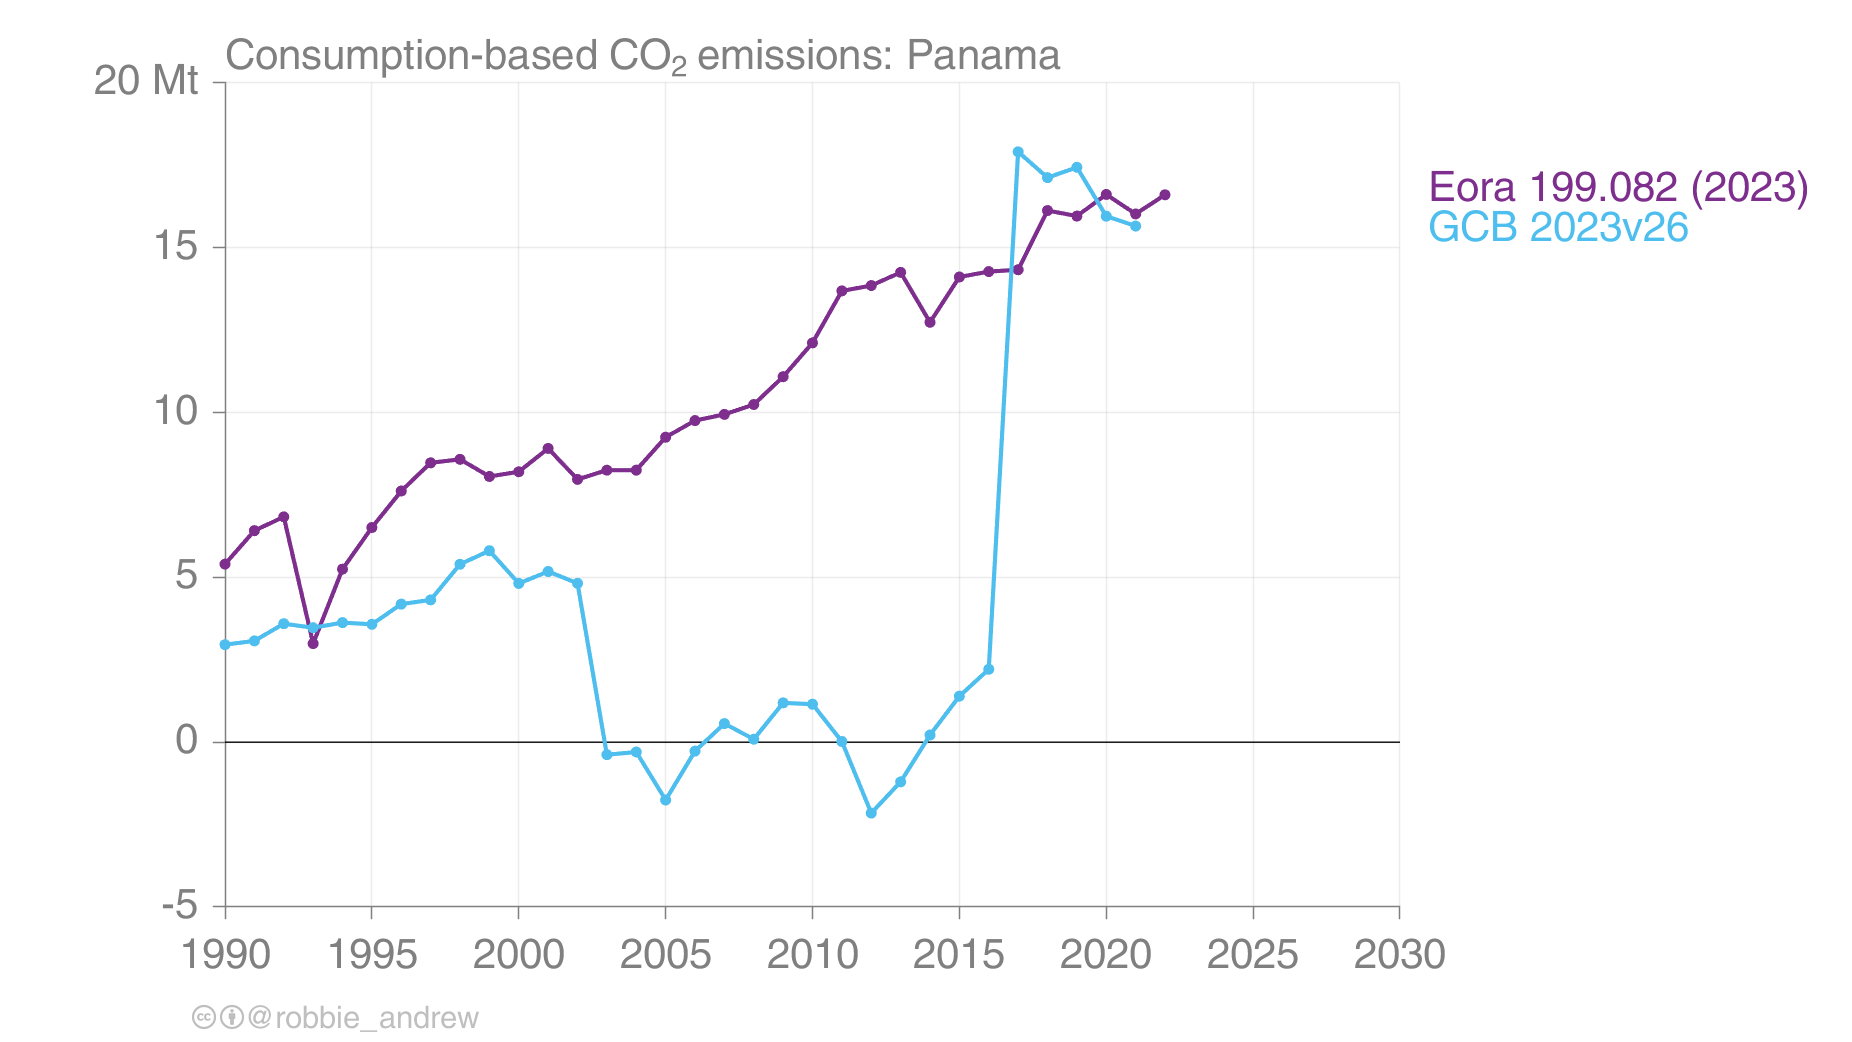 Consumption-based CO₂ emissions: Panama
20 Mt
15
10
5
0
-5
1990 1995 2000 2005 2010 2015 2020 2025 2030
Eora 199.082 (2023)
GCB 2023v26
@robbie_andrew